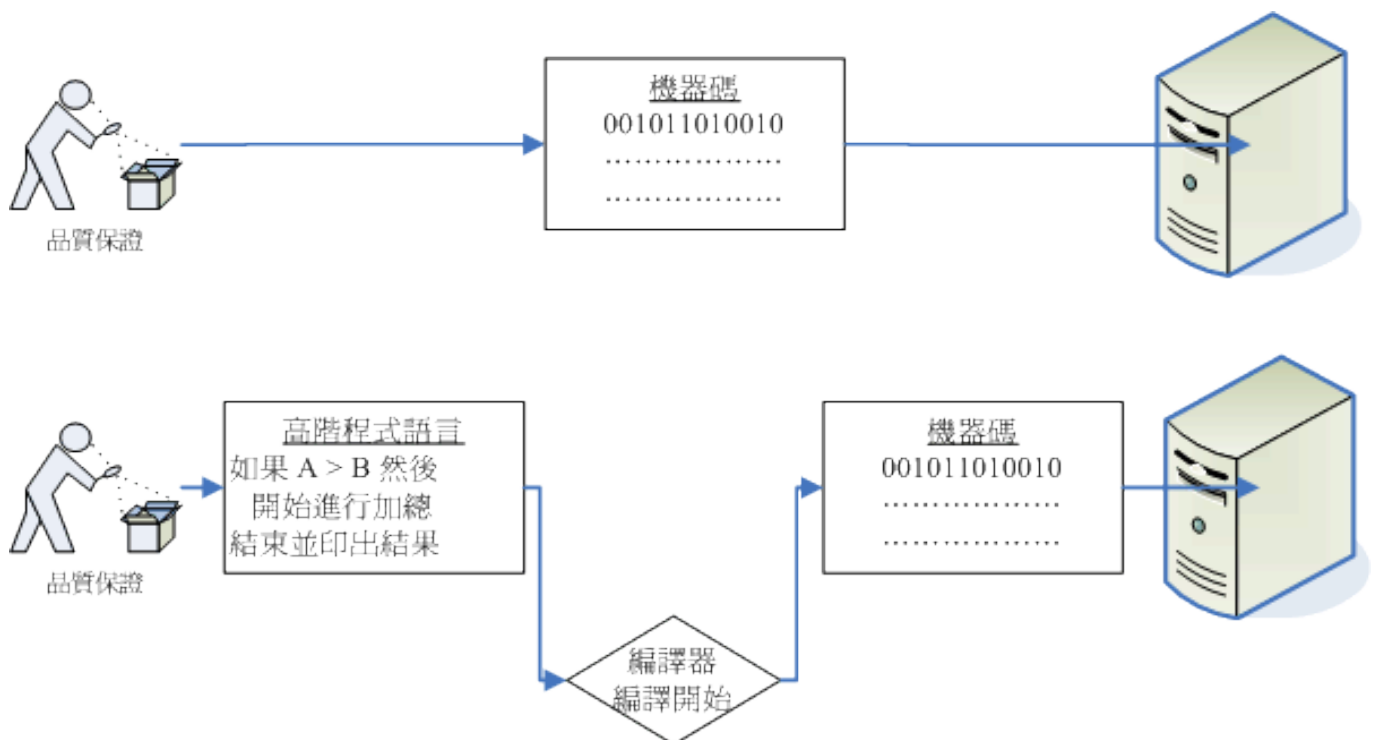 機器碼
001011010010
..................
..................
品質保證
高階程式語言
如果 A > B 然後
開始進行加總
結束並印出結果
機器碼
001011010010
..................
..................
品質保證
編譯器
編譯開始